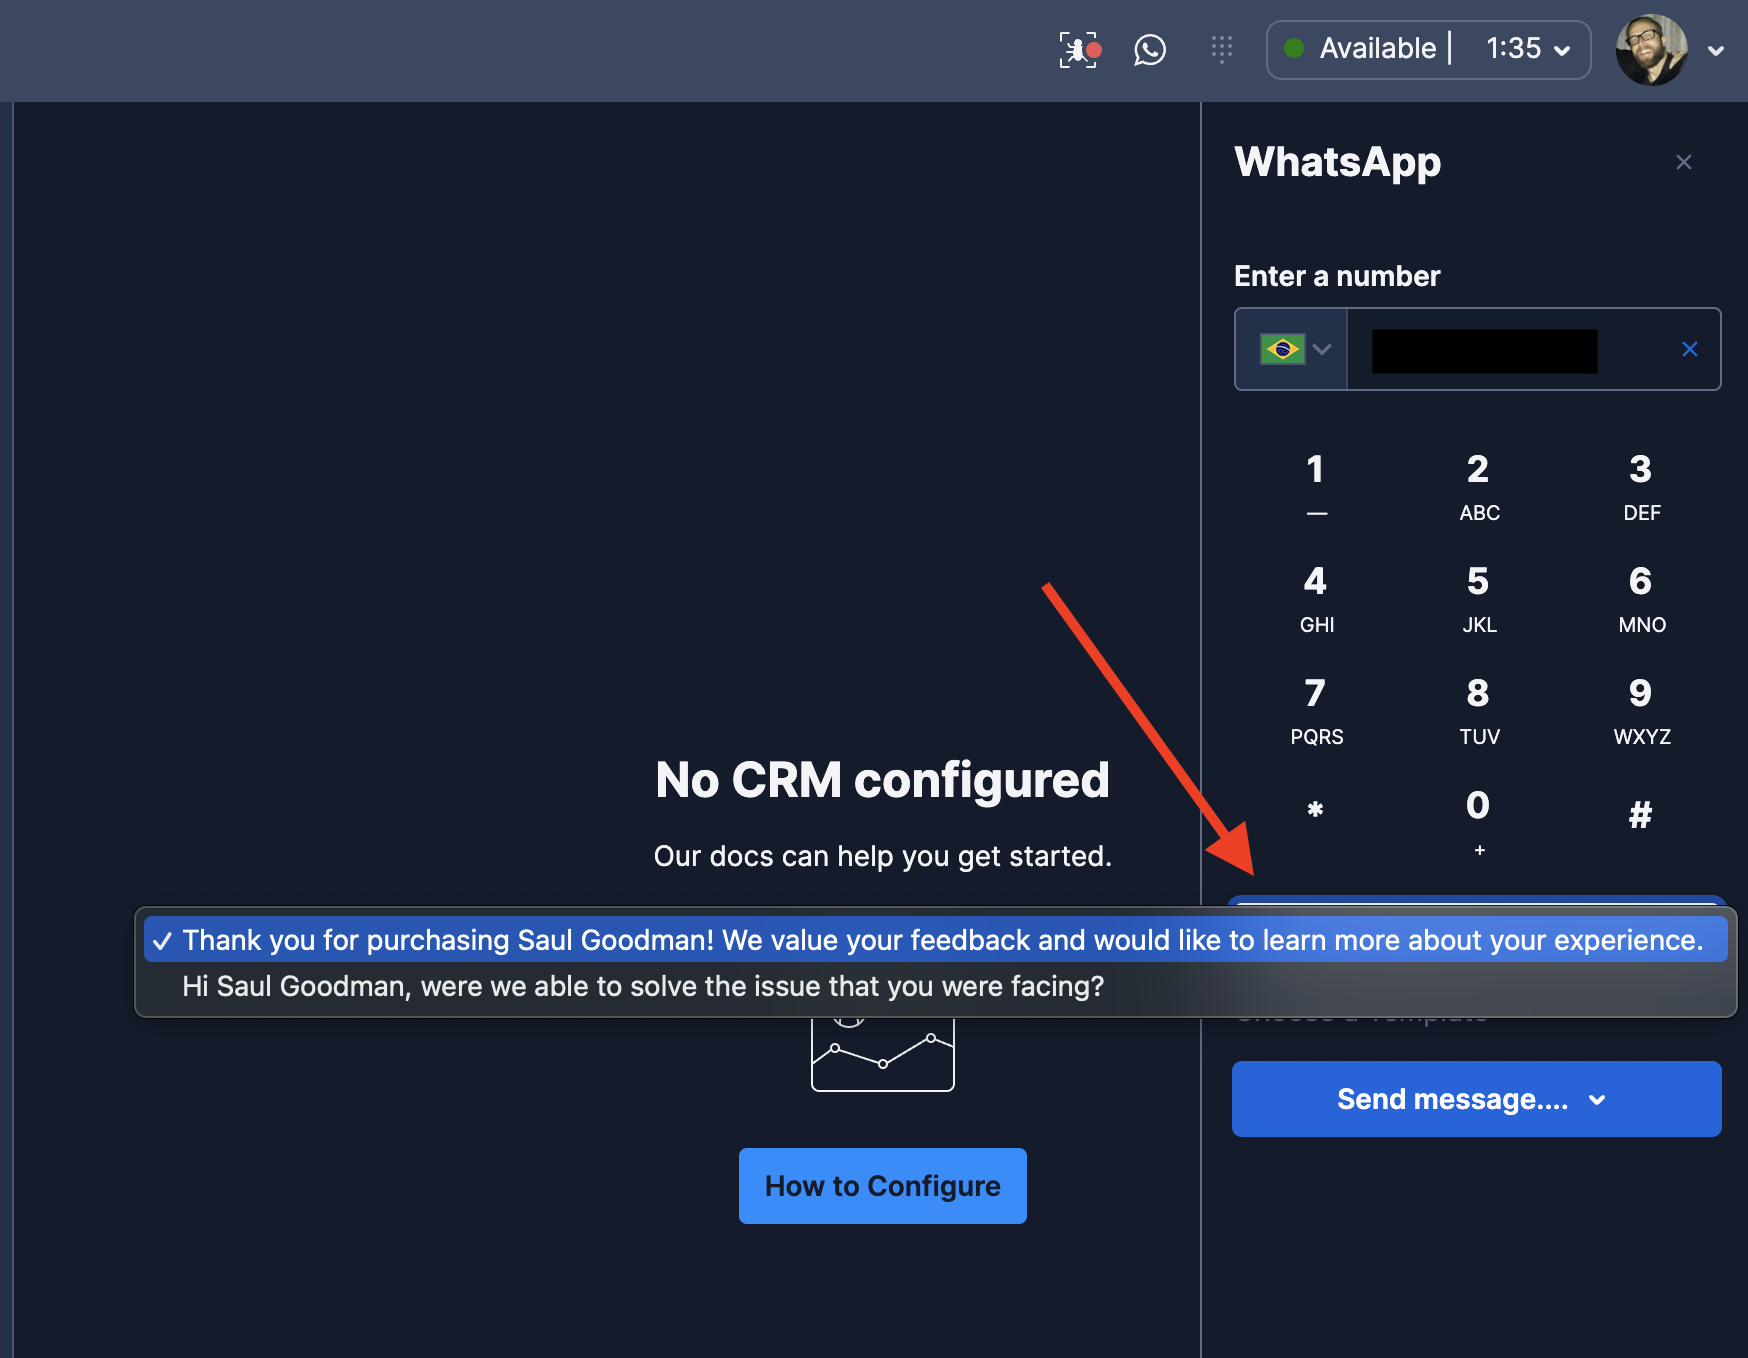 Available | 1:35
WhatsApp
Enter a number
1 2 3
— ABC DEF
4 5 6
GHI JKL MNO
7 8 9
PQRS TUV WXYZ
* 0 #
+
No CRM configured
Our docs can help you get started.
✓ Thank you for purchasing Saul Goodman! We value your feedback and would like to learn more about your experience.
Hi Saul Goodman, were we able to solve the issue that you were facing?
Choose a Template
Send message....
How to Configure